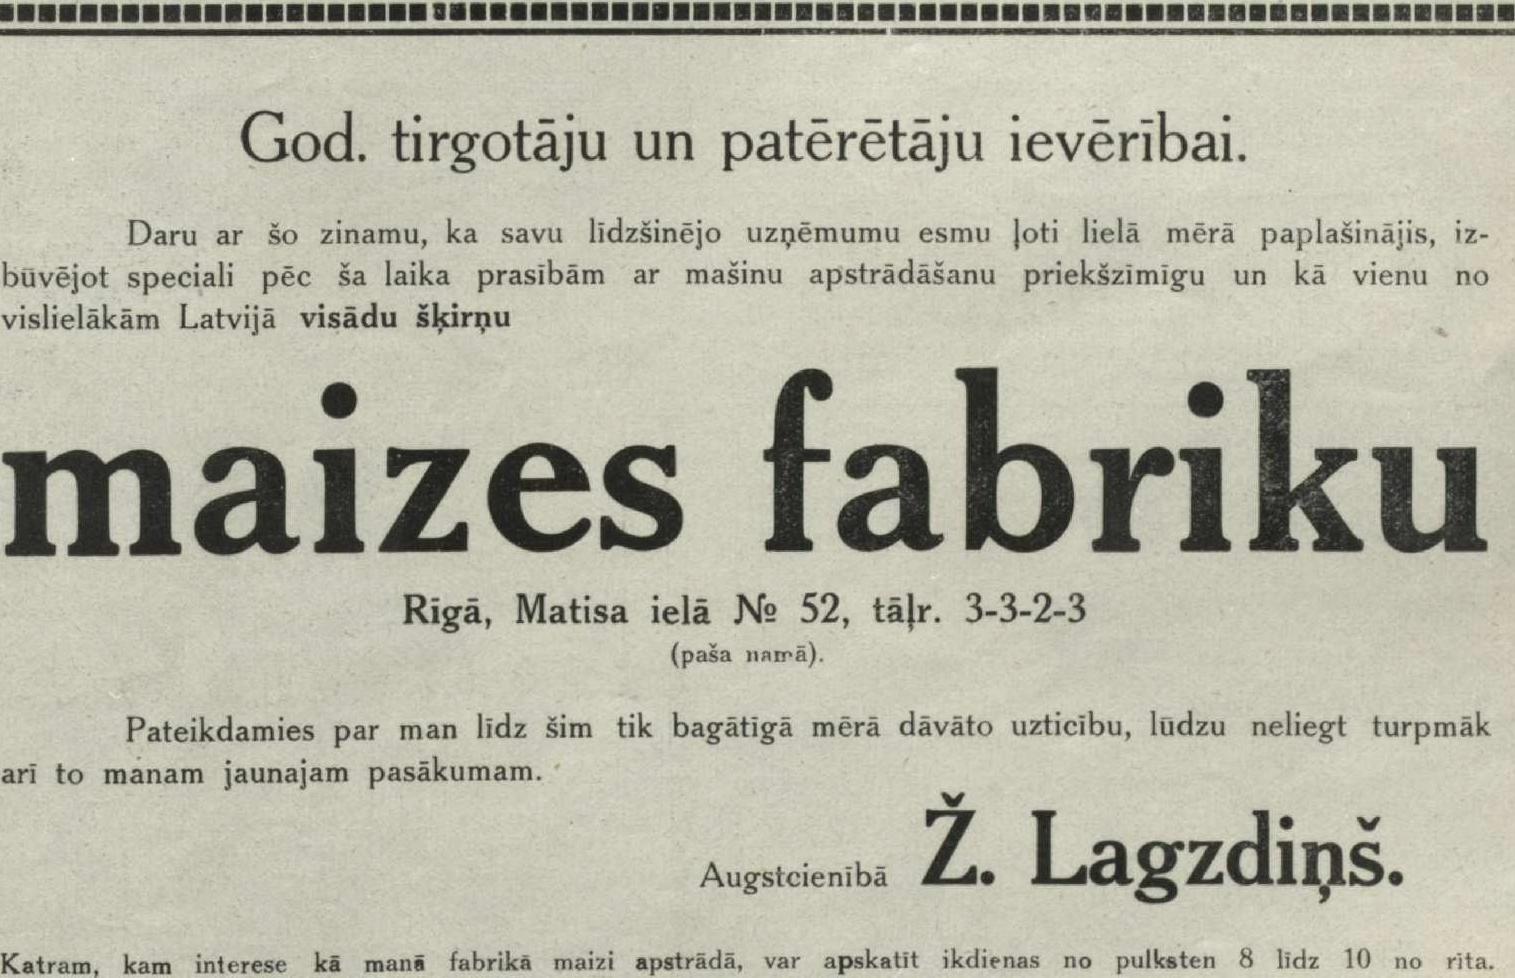 God. tirgotāju un patērētāju ievērībai.
Daru ar šo zinamu, ka savu līdzšinējo uzņēmumu esmu ļoti lielā mērā paplašinājis, iz-
būvējot speciali pēc ša laika prasībām ar mašinu apstrādāšanu priekšzīmīgu un kā vienu no
vislielākām Latvijā visādu šķirņu
maizes fabriku
Rīgā, Matisa ielā № 52, tāļr. 3-3-2-3
(paša namā).
Pateikdamies par man līdz šim tik bagātīgā mērā dāvāto uzticību, lūdzu neliegt turpmāk
arī to manam jaunajam pasākumam.
Augstcienībā Ž. Lagzdiņš.
Katram, kam interese kā manā fabrikā maizi apstrādā, var apskatīt ikdienas no pulksten 8 līdz 10 no rīta.